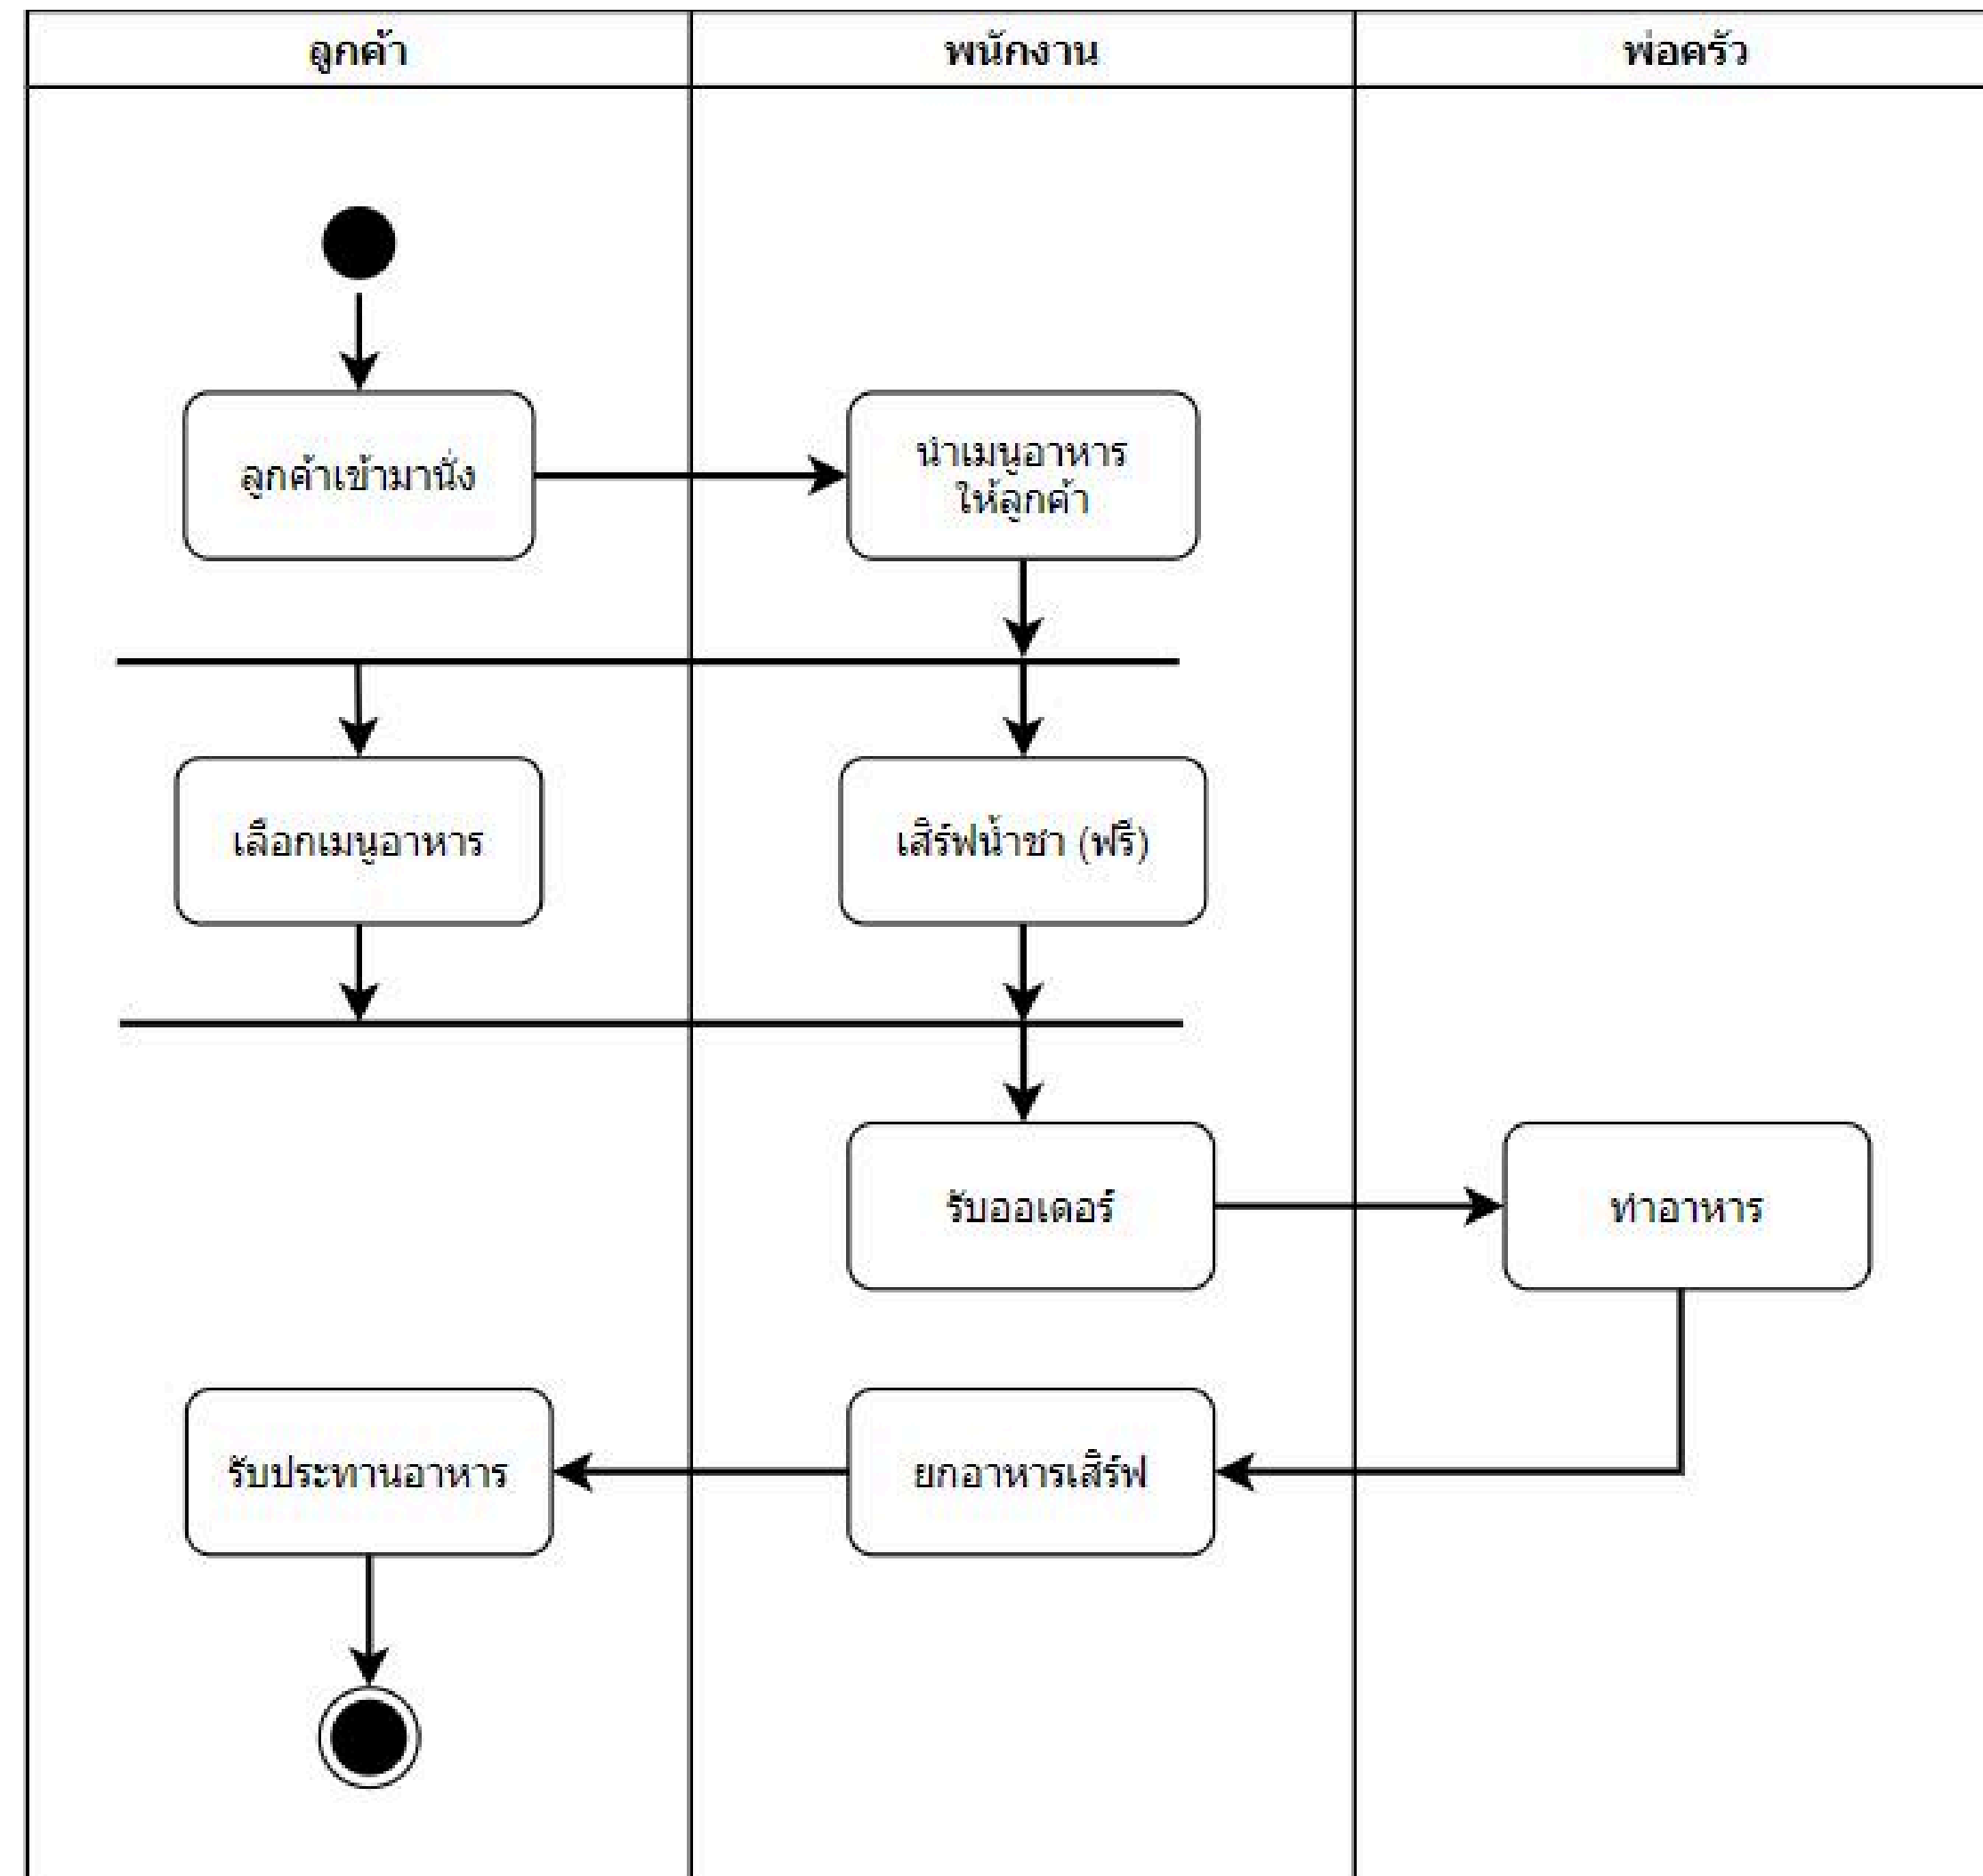 ลูกค้า
พนักงาน
พ่อครัว
ลูกค้าเข้ามานั่ง
นำเมนูอาหาร
ให้ลูกค้า
เลือกเมนูอาหาร
เสิร์ฟน้ำชา (ฟรี)
รับออเดอร์
ทำอาหาร
รับประทานอาหาร
ยกอาหารเสิร์ฟ